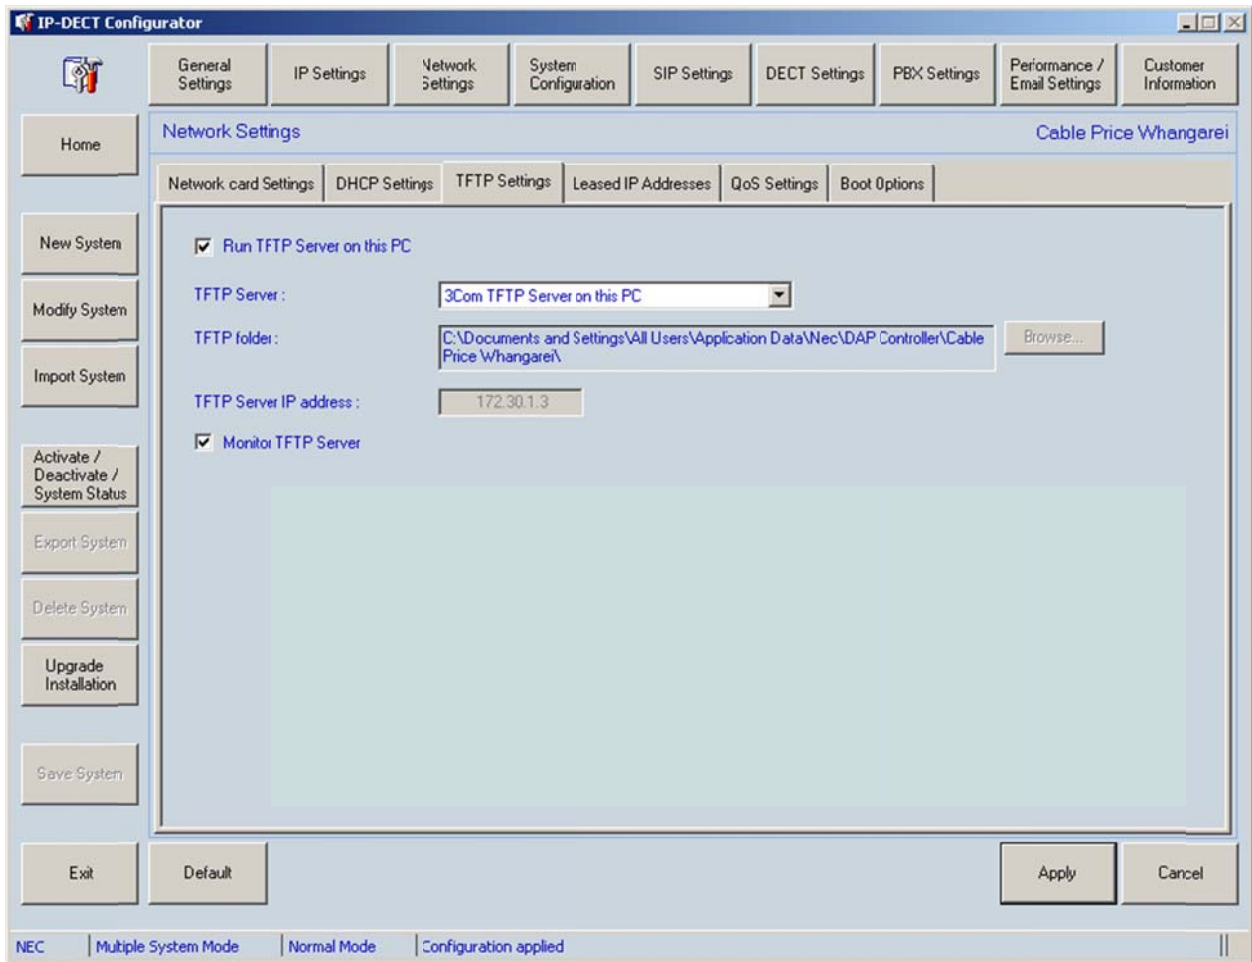 IP-DECT Configurator
General Settings
IP Settings
Network Settings
System Configuration
SIP Settings
DECT Settings
PBX Settings
Performance / Email Settings
Customer Information
Home
Network Settings
Cable Price Whangarei
Network card Settings
DHCP Settings
TFTP Settings
Leased IP Addresses
QoS Settings
Boot Options
New System
Modify System
Import System
Activate / Deactivate / System Status
Export System
Delete System
Upgrade Installation
Save System
Exit
Run TFTP Server on this PC
TFTP Server :
3Com TFTP Server on this PC
TFTP folder :
C:\Documents and Settings\All Users\Application Data\Nec\DAP Controller\Cable
Price Whangarei\
Browse...
TFTP Server IP address :
172.30.1.3
Monitor TFTP Server
Default
Apply
Cancel
NEC
Multiple System Mode
Normal Mode
Configuration applied